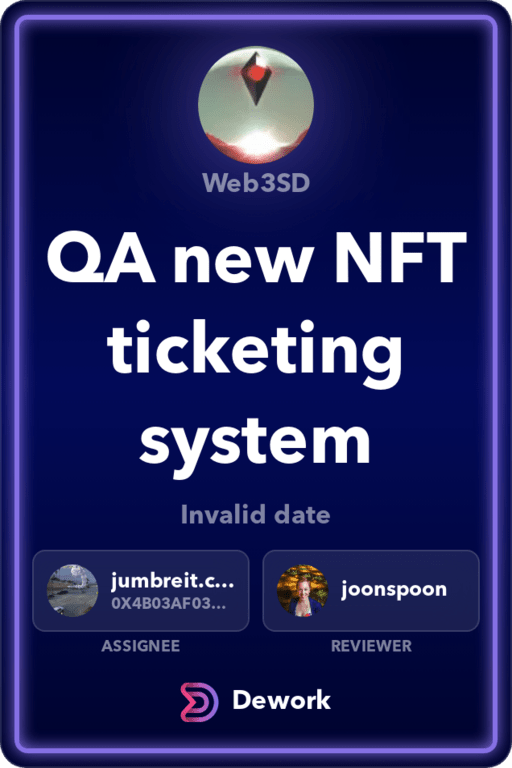 Web3SD
QA new NFT
ticketing
system
Invalid date
jumbreit.c...
0X4B03AF03...
ASSIGNEE
joonspoon
REVIEWER
Dework